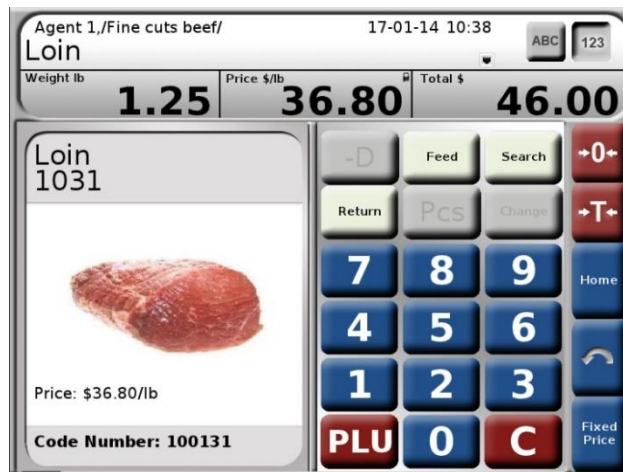 Agent 1,/Fine cuts beef/ 17-01-14 10:38
Loin
ABC 123
Weight lb Price $/lb Total $
1.25 36.80 46.00
Loin
1031
Price: $36.80/lb
Code Number: 100131
-D Feed Search →0←
Return Pcs Change →T←
7 8 9 Home
4 5 6
1 2 3
PLU 0 C Fixed
Price